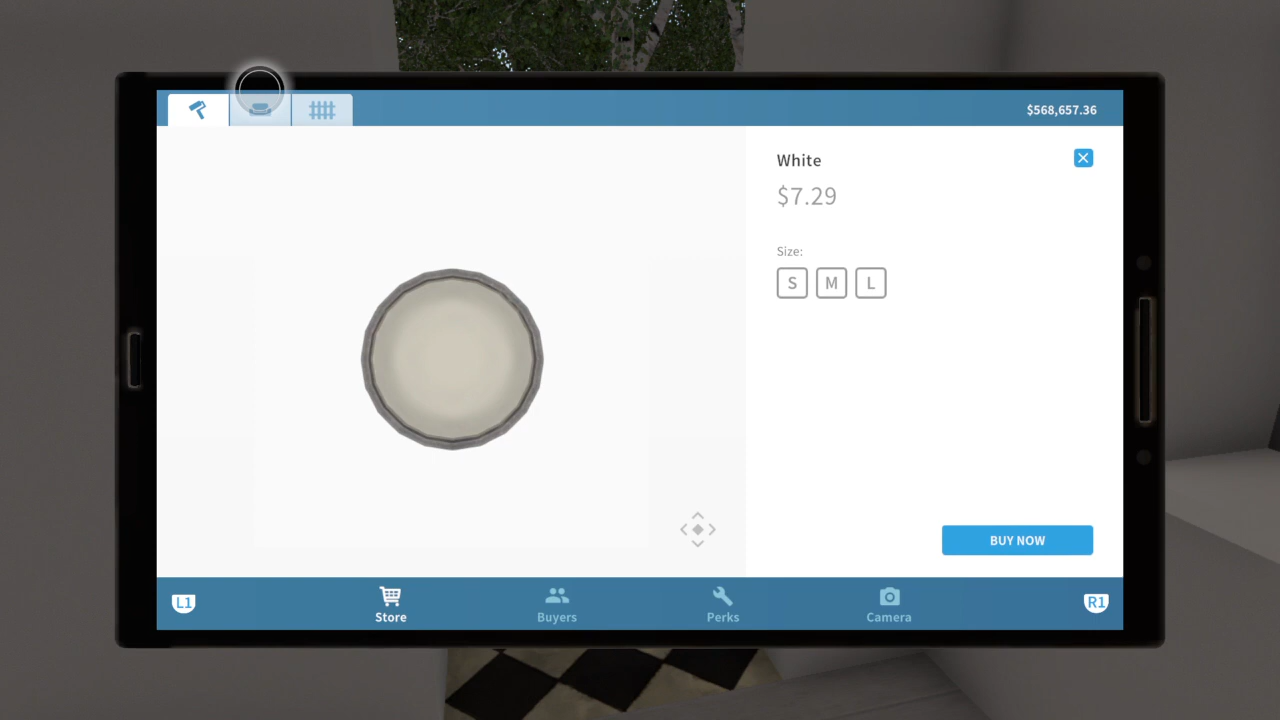 $568,657.36
White
$7.29
Size:
S M L
BUY NOW
L1
Store
Buyers
Perks
Camera
R1